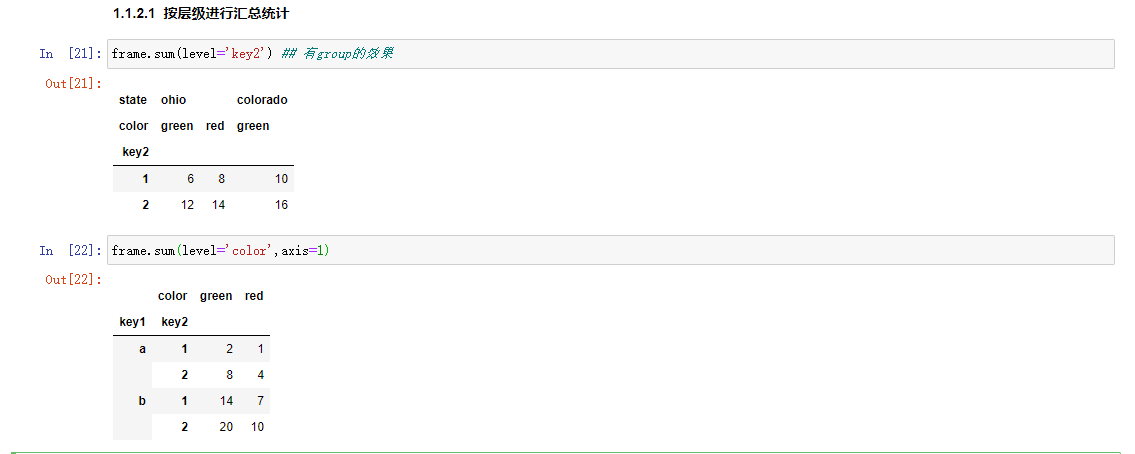 1.1.2.1 按层级进行汇总统计
In [21]: frame.sum(level='key2') ## 有group的效果
Out[21]:
state ohio colorado
color green red green
key2
1 6 8 10
2 12 14 16
In [22]: frame.sum(level='color',axis=1)
Out[22]:
color green red
key1 key2
a 1 2 1
2 8 4
b 1 14 7
2 20 10